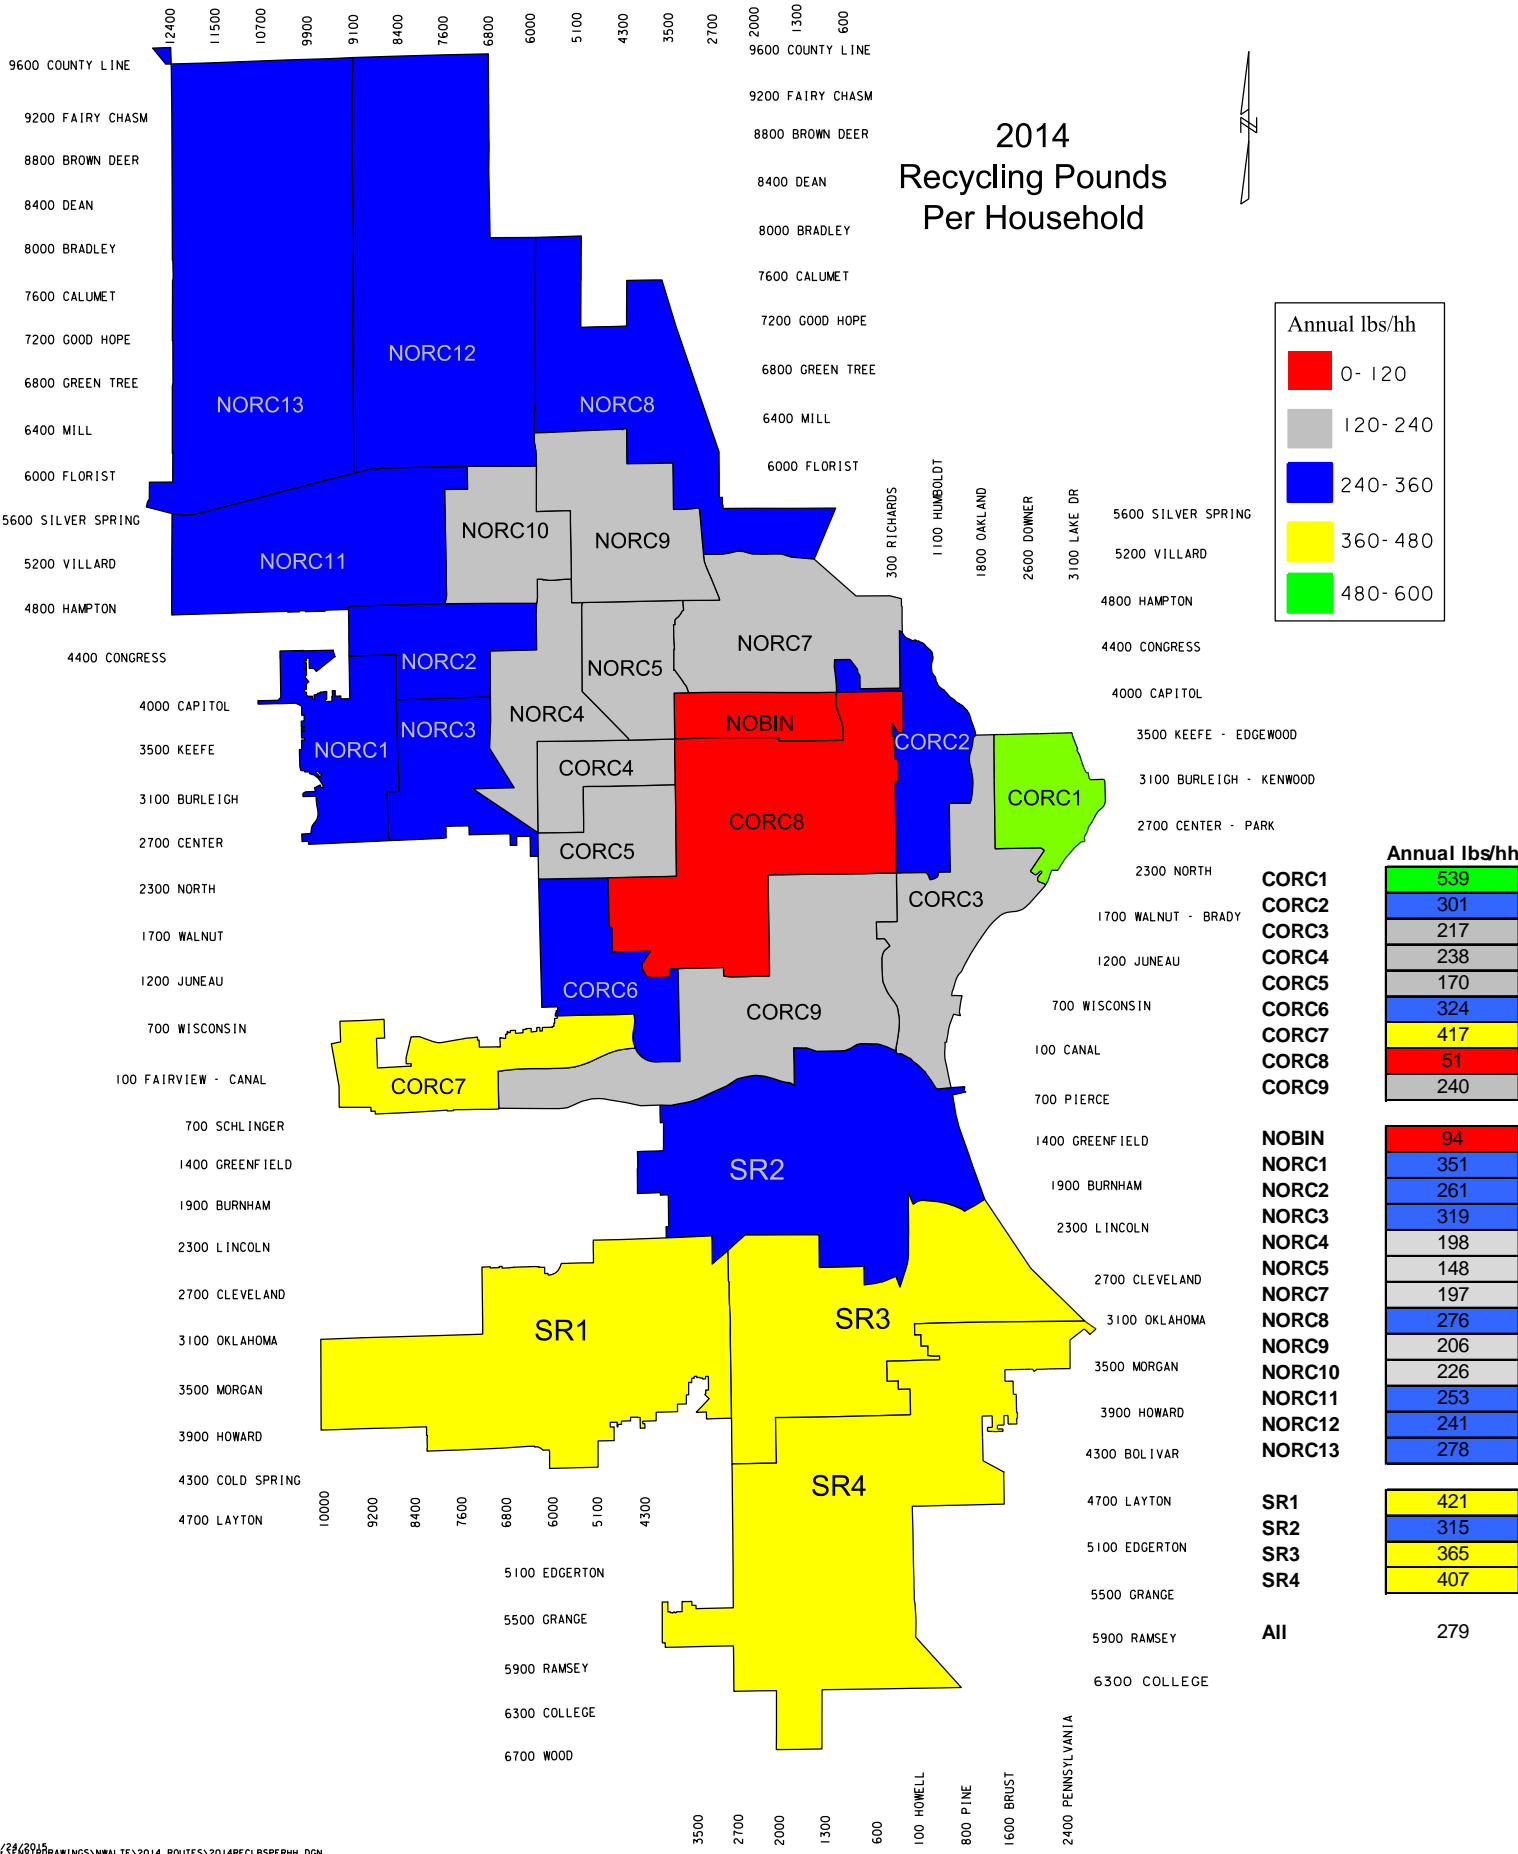 12400
11500
10700
9900
9100
8400
7600
6800
6000
5100
4300
3500
2700
2000
1300
600
9600 COUNTY LINE
9200 FAIRY CHASM
8800 BROWN DEER
8400 DEAN
8000 BRADLEY
7600 CALUMET
7200 GOOD HOPE
6800 GREEN TREE
6400 MILL
6000 FLORIST
5600 SILVER SPRING
5200 VILLARD
4800 HAMPTON
4400 CONGRESS
4000 CAPITOL
3500 KEEFE
3100 BURLEIGH
2700 CENTER
2300 NORTH
1700 WALNUT
1200 JUNEAU
700 WISCONSIN
100 FAIRVIEW - CANAL
700 SCHLINGER
1400 GREENFIELD
1900 BURNHAM
2300 LINCOLN
2700 CLEVELAND
3100 OKLAHOMA
3500 MORGAN
3900 HOWARD
4300 COLD SPRING
4700 LAYTON
9600 COUNTY LINE
9200 FAIRY CHASM
8800 BROWN DEER
8400 DEAN
8000 BRADLEY
7600 CALUMET
7200 GOOD HOPE
6800 GREEN TREE
6400 MILL
6000 FLORIST
2014
Recycling Pounds
Per Household
N
Annual lbs/hh
0-120
120-240
240-360
360-480
480-600
300 RICHARDS
1100 HUMBOLDT
1800 OAKLAND
2600 DOWNER
3100 LAKE DR
5600 SILVER SPRING
5200 VILLARD
4800 HAMPTON
4400 CONGRESS
4000 CAPITOL
3500 KEEFE - EDGEWOOD
3100 BURLEIGH - KENWOOD
2700 CENTER - PARK
2300 NORTH
1700 WALNUT - BRADY
1200 JUNEAU
700 WISCONSIN
100 CANAL
700 PIERCE
1400 GREENFIELD
1900 BURNHAM
2300 LINCOLN
2700 CLEVELAND
3100 OKLAHOMA
3500 MORGAN
3900 HOWARD
4300 BOLIVAR
4700 LAYTON
5100 EDGERTON
5500 GRANGE
5900 RAMSEY
6300 COLLEGE
NORC12
NORC13
NORC8
NORC10
NORC9
NORC11
NORC7
NORC2
NORC5
NORC4
NOBIN
NORC3
NORC1
CORC2
CORC4
CORC1
CORC8
CORC5
CORC3
CORC6
CORC9
CORC7
SR2
SR1
SR3
SR4
10000
9200
8400
7600
6800
6000
5100
4300
5100 EDGERTON
5500 GRANGE
5900 RAMSEY
6300 COLLEGE
6700 WOOD
3500
2700
2000
1300
600
100 HOWELL
800 PINE
1600 BRUST
2400 PENNSYLVANIA
Annual lbs/hh
CORC1 539
CORC2 301
CORC3 217
CORC4 238
CORC5 170
CORC6 324
CORC7 417
CORC8 51
CORC9 240
NOBIN 94
NORC1 351
NORC2 261
NORC3 319
NORC4 198
NORC5 148
NORC7 197
NORC8 276
NORC9 206
NORC10 226
NORC11 253
NORC12 241
NORC13 278
SR1 421
SR2 315
SR3 365
SR4 407
All 279
/24/2015